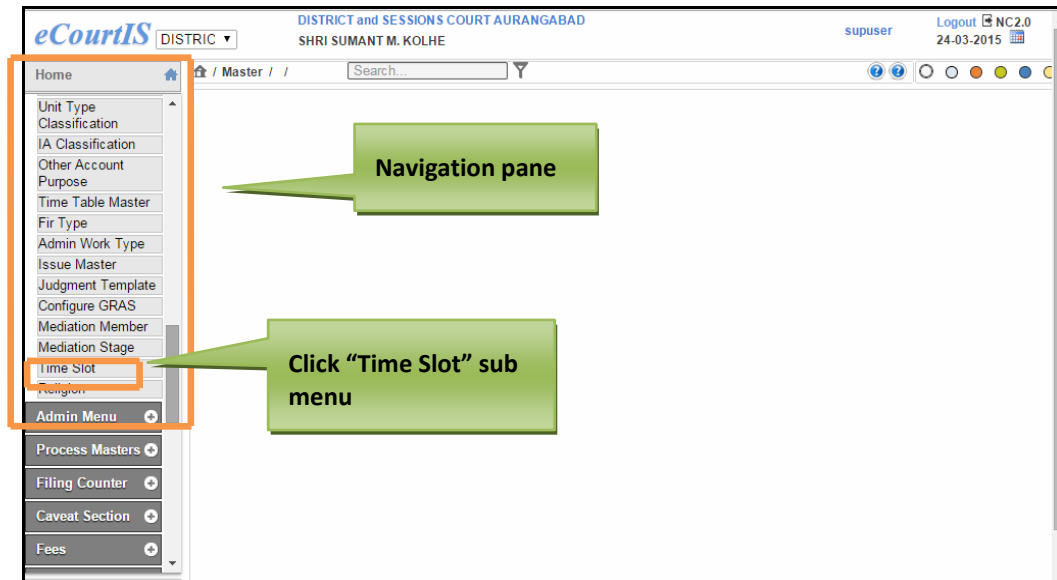 eCourtIS DISTRIC
DISTRICT and SESSIONS COURT AURANGABAD
SHRI SUMANT M. KOLHE
supuser
Logout NC2.0
24-03-2015
Home
/ Master / /
Search...
Unit Type
Classification
IA Classification
Other Account
Purpose
Time Table Master
Fir Type
Admin Work Type
Issue Master
Judgment Template
Configure GRAS
Mediation Member
Mediation Stage
Time Slot
Religion
Admin Menu
Process Masters
Filing Counter
Caveat Section
Fees
Navigation pane
Click “Time Slot” sub
menu